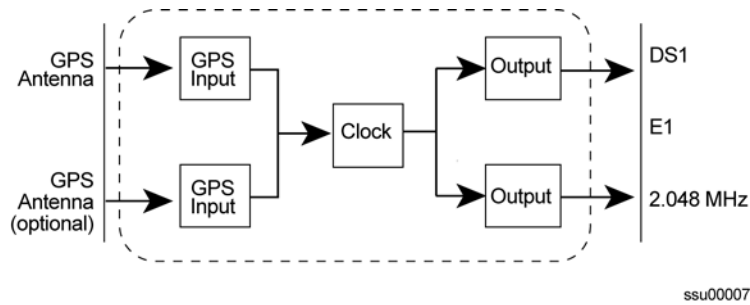 GPS
Antenna
GPS
Input
Clock
Output
DS1
E1
GPS
Antenna
(optional)
GPS
Input
Output
2.048 MHz
ssu00007